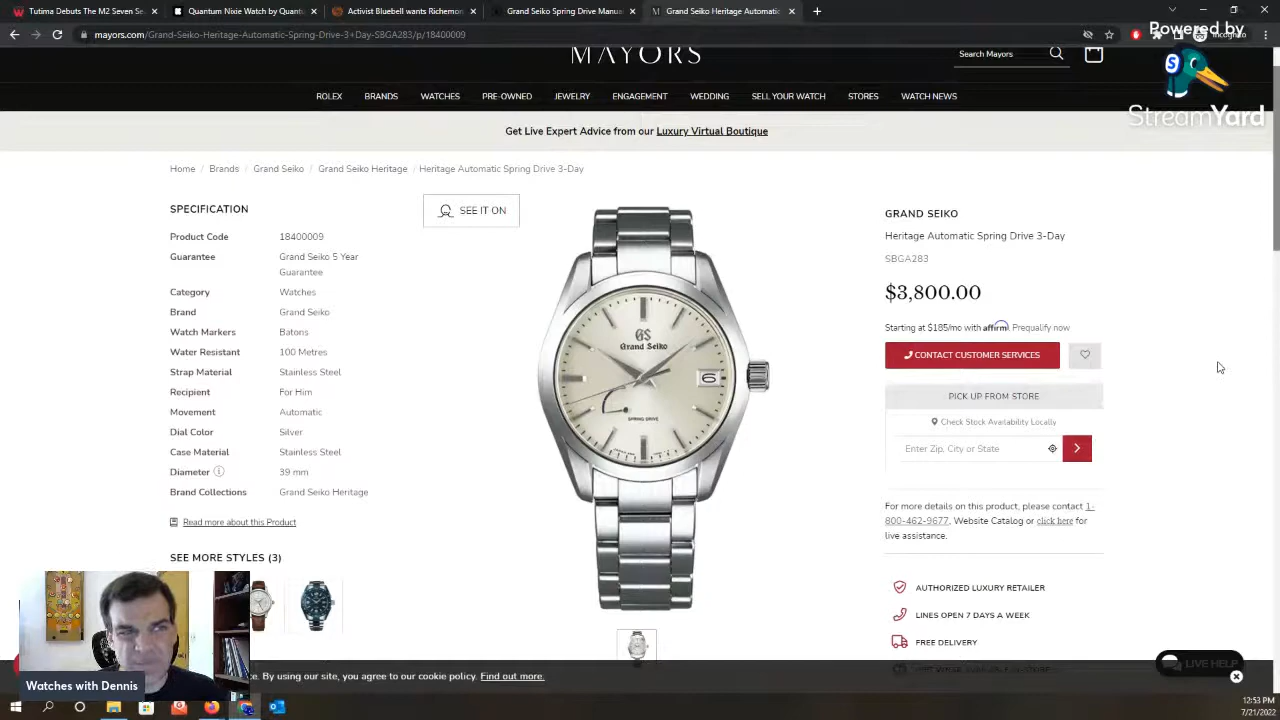 Wutima Debuts The M2 Seven Se
Quantum Nixie Watch by Quantu
Activist Bluebell wants Richemon
Grand Seiko Spring Drive Manua
Grand Seiko Heritage Automatic
mayors.com/Grand-Seiko-Heritage-Automatic-Spring-Drive-3+Day-SBGA283/p/18400009
Powered by
StreamYard
MAYORS
Search Mayors
ROLEX BRANDS WATCHES PRE-OWNED JEWELRY ENGAGEMENT WEDDING SELL YOUR WATCH STORES WATCH NEWS
Get Live Expert Advice from our Luxury Virtual Boutique
Home / Brands / Grand Seiko / Grand Seiko Heritage / Heritage Automatic Spring Drive 3-Day
SPECIFICATION
Product Code 18400009
Guarantee Grand Seiko 5 Year
Guarantee
Category Watches
Brand Grand Seiko
Watch Markers Batons
Water Resistant 100 Metres
Strap Material Stainless Steel
Recipient For Him
Movement Automatic
Dial Color Silver
Case Material Stainless Steel
Diameter 39 mm
Brand Collections Grand Seiko Heritage
Read more about this Product
SEE MORE STYLES (3)
SEE IT ON
GS
Grand Seiko
6
SPRING DRIVE
GRAND SEIKO
Heritage Automatic Spring Drive 3-Day
SBGA283
$3,800.00
Starting at $185/mo with affirm. Prequalify now
CONTACT CUSTOMER SERVICES
PICK UP FROM STORE
Check Stock Availability Locally
Enter Zip, City or State
For more details on this product, please contact 1-
800-462-9677, Website Catalog or click here for
live assistance.
AUTHORIZED LUXURY RETAILER
LINES OPEN 7 DAYS A WEEK
FREE DELIVERY
LIVE HELP
By using our site, you agree to our cookie policy.
Watches with Dennis
12:53 PM
7/21/2022